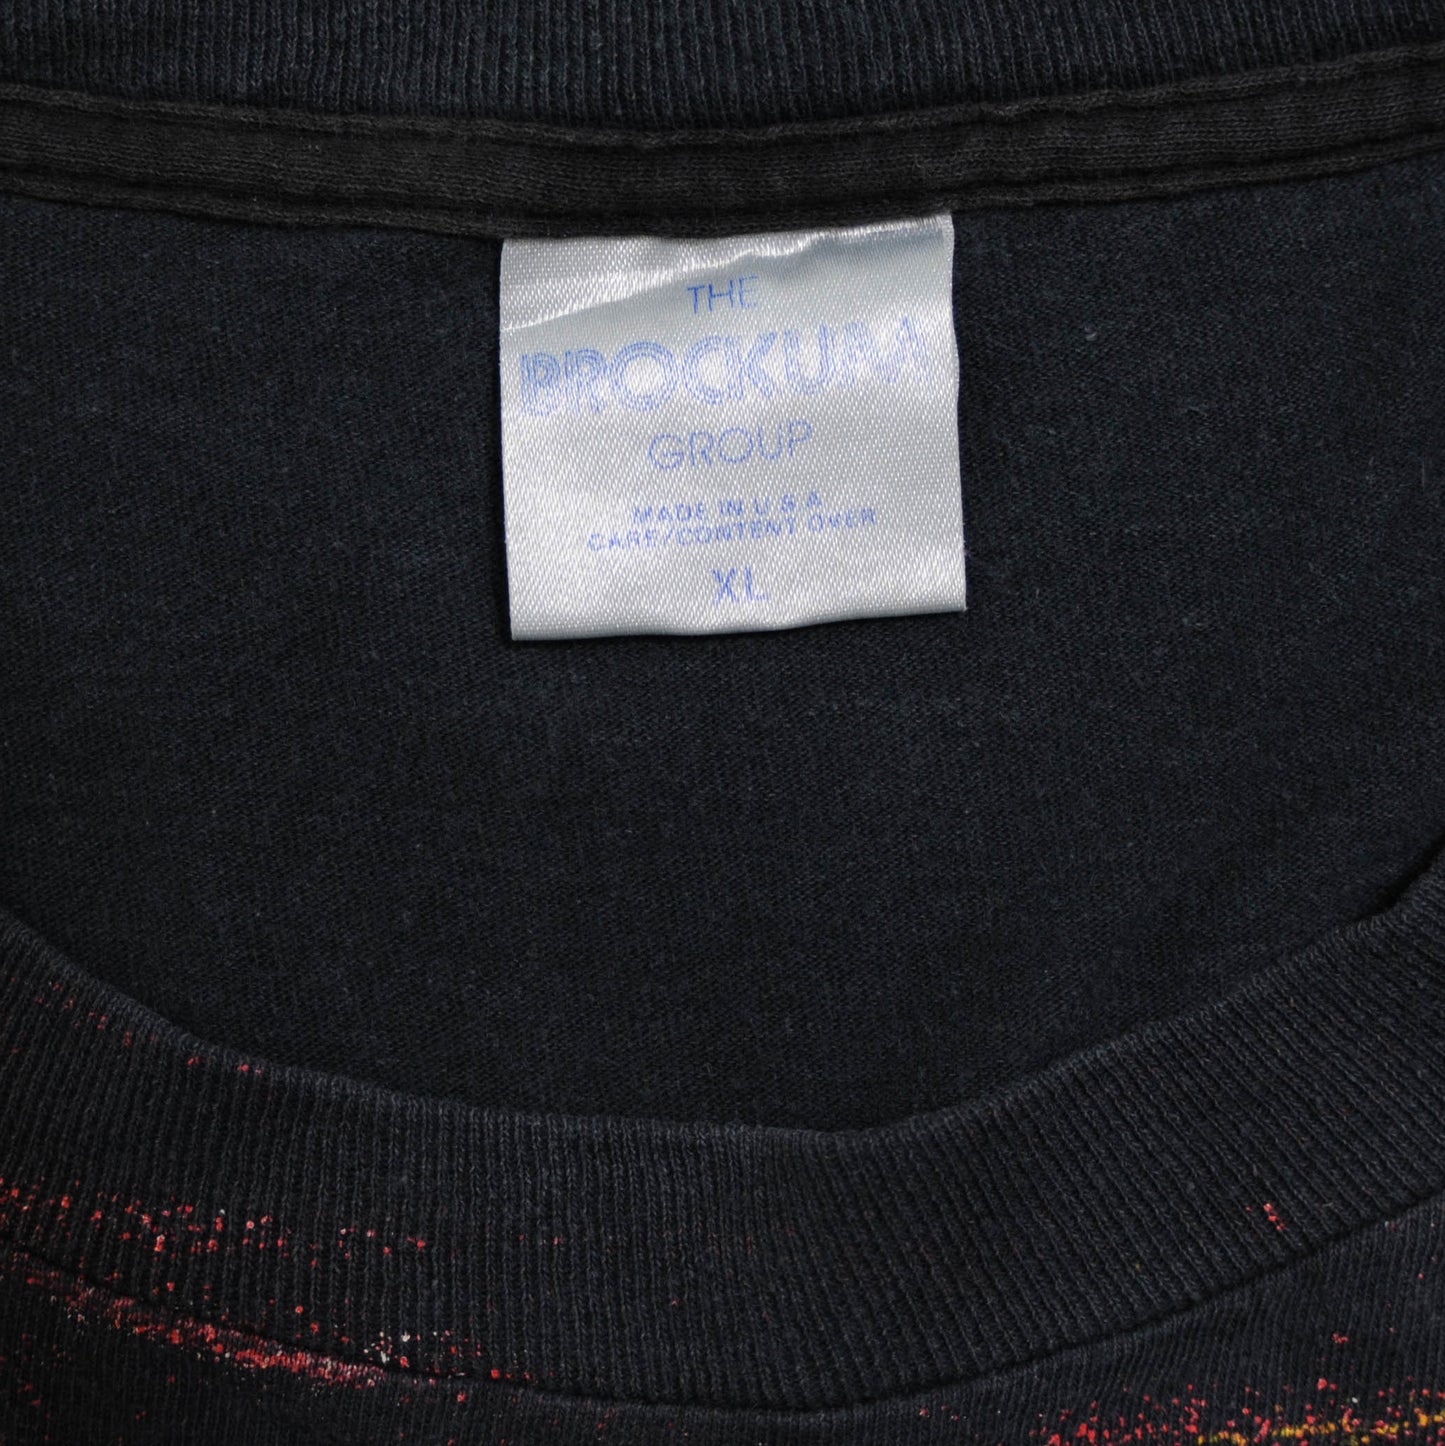 THE
BROCKUM
GROUP
MADE IN U S A
CARE/CONTENT OVER
XL